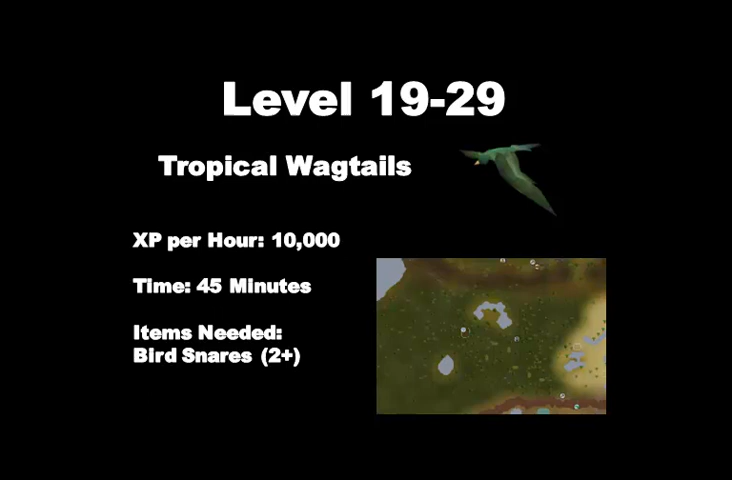 Level 19-29
Tropical Wagtails
XP per Hour: 10,000
Time: 45 Minutes
Items Needed:
Bird Snares (2+)